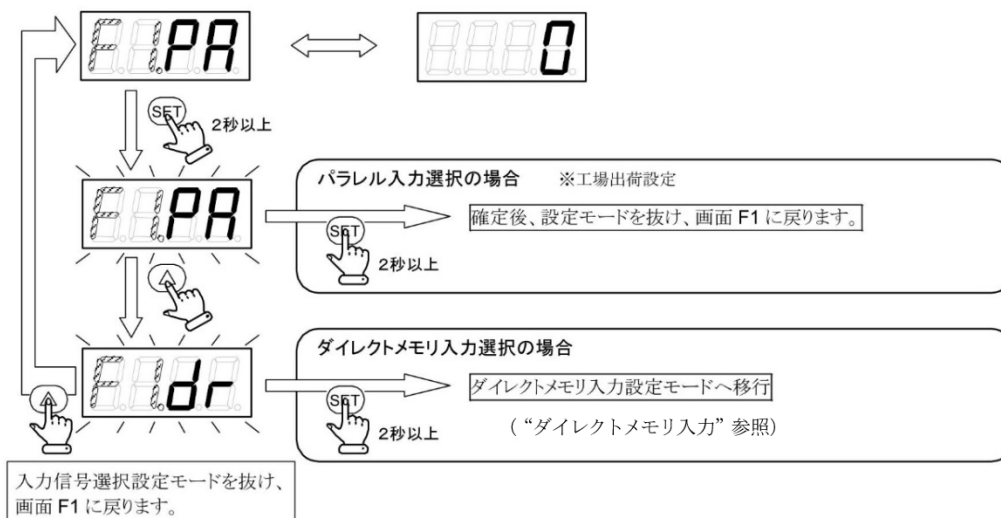 F1.PA
0
SET
2秒以上
F1.PA
パラレル入力選択の場合 ※工場出荷設定
確定後、設定モードを抜け、画面 F1 に戻ります。
SET
2秒以上
F1.dr
ダイレクトメモリ入力選択の場合
ダイレクトメモリ入力設定モードへ移行
SET
2秒以上
( “ダイレクトメモリ入力” 参照)
入力信号選択設定モードを抜け、
画面 F1 に戻ります。